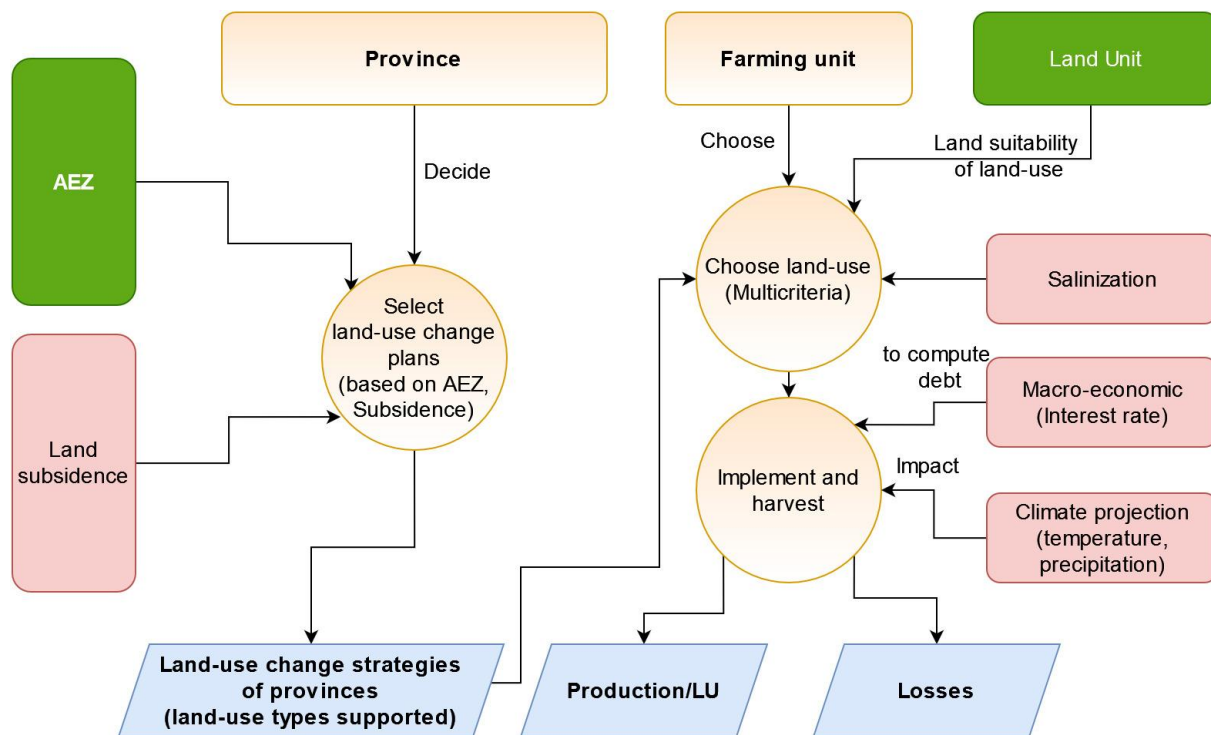 Province
Farming unit
Land Unit
AEZ
Decide
Choose
Land suitability
of land-use
Select
land-use change
plans
(based on AEZ,
Subsidence)
Choose land-use
(Multicriteria)
Salinization
Land
subsidence
to compute
debt
Macro-economic
(Interest rate)
Implement and
harvest
Impact
Climate projection
(temperature,
precipitation)
Land-use change strategies
of provinces
(land-use types supported)
Production/LU
Losses